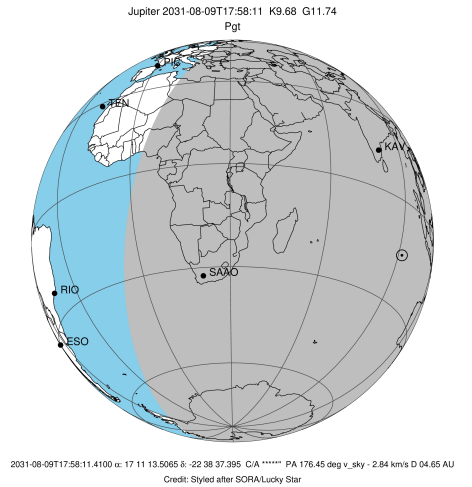 Jupiter 2031-08-09T17:58:11 K9.68 G11.74
Pgt
PIC
TEN
KAV
SAAO
RIO
ESO
2031-08-09T17:58:11.4100 α: 17 11 13.5065 δ: -22 38 37.395 C/A *****" PA 176.45 deg v_sky - 2.84 km/s D 04.65 AU
Credit: Styled after SORA/Lucky Star